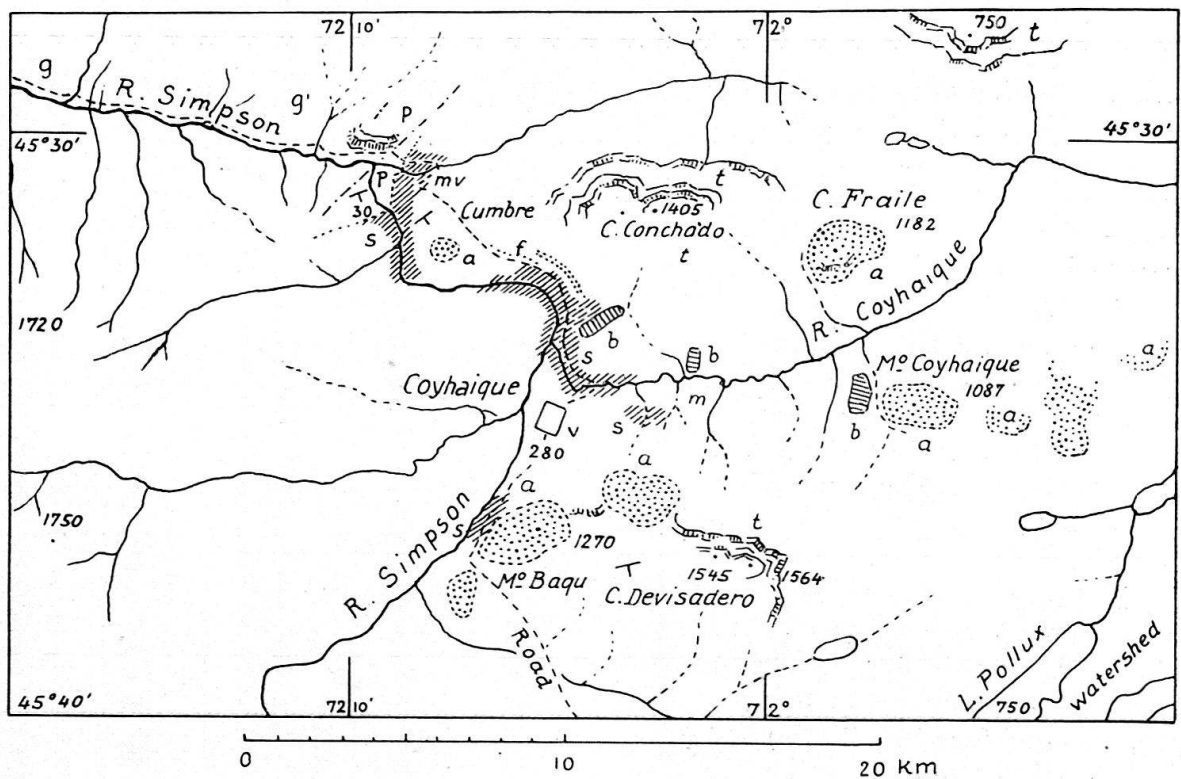 72 10'
72°
750
t
g
R. Simpson
g'
p
45°30'
45°30'
p
mv
t
C. Fraile
1182
30
Cumbre
1405
C. Conchado
s
a
f
t
a
R. Coyhaique
1720
b
s
b
a
Mº Coyhaique
1087
Coyhaique
m
a
b
a
v
s
280
a
a
1750
s
1270
t
Mº Baqu
1545
1564
C. Devisadero
R. Simpson
Road
L. Pollux
watershed
45°40'
72 10'
72°
750
0 10 20 km